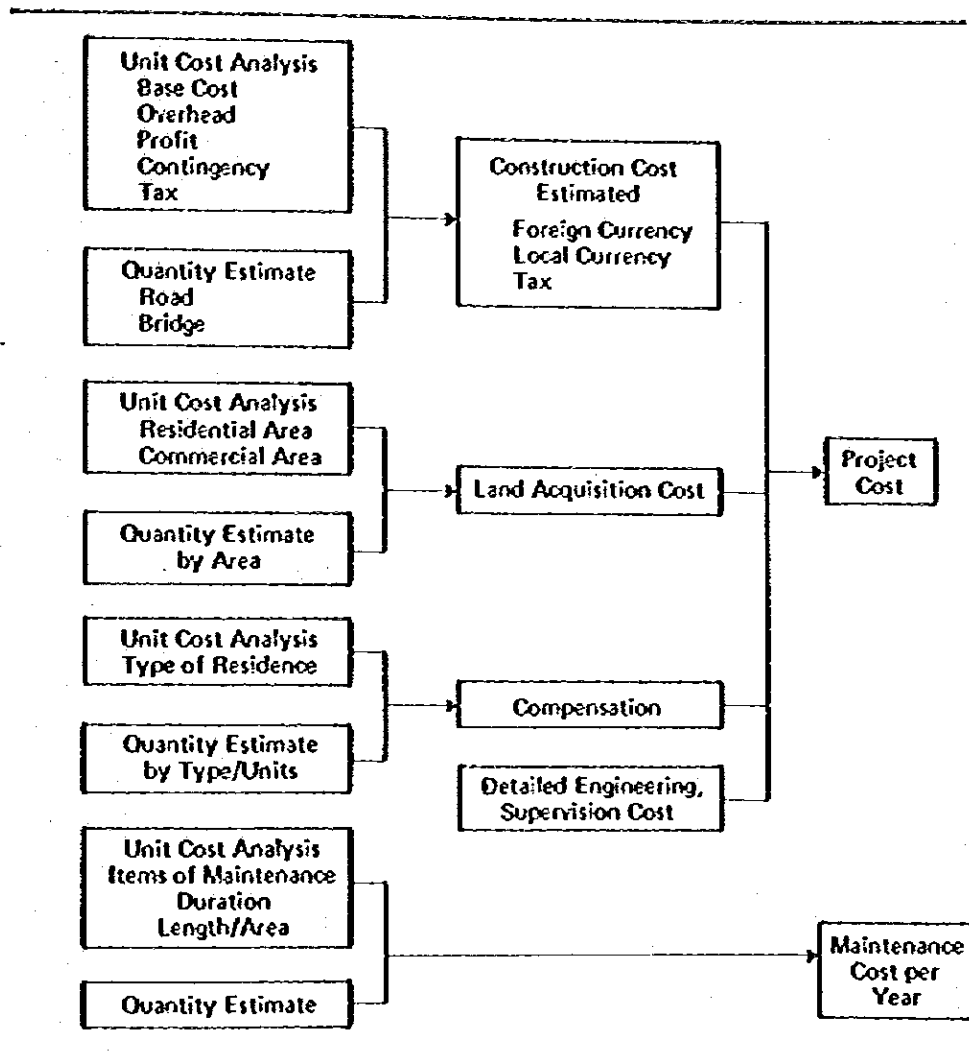 Unit Cost Analysis
Base Cost
Overhead
Profit
Contingency
Tax
Quantity Estimate
Road
Bridge
Construction Cost
Estimated
Foreign Currency
Local Currency
Tax
Unit Cost Analysis
Residential Area
Commercial Area
Quantity Estimate
by Area
Land Acquisition Cost
Project
Cost
Unit Cost Analysis
Type of Residence
Quantity Estimate
by Type/Units
Compensation
Detailed Engineering,
Supervision Cost
Unit Cost Analysis
Items of Maintenance
Duration
Length/Area
Quantity Estimate
Maintenance
Cost per
Year